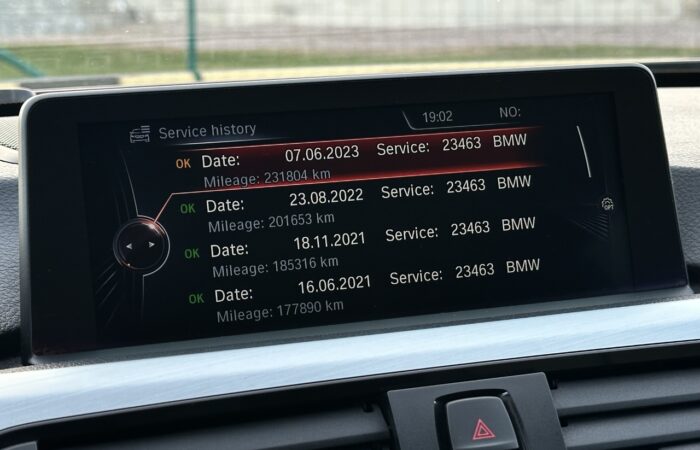 Service history 19:02 NO:
OK Date: 07.06.2023 Service: 23463 BMW
Mileage: 231804 km
OK Date: 23.08.2022 Service: 23463 BMW
Mileage: 201653 km
OK Date: 18.11.2021 Service: 23463 BMW
Mileage: 185316 km
OK Date: 16.06.2021 Service: 23463 BMW
Mileage: 177890 km